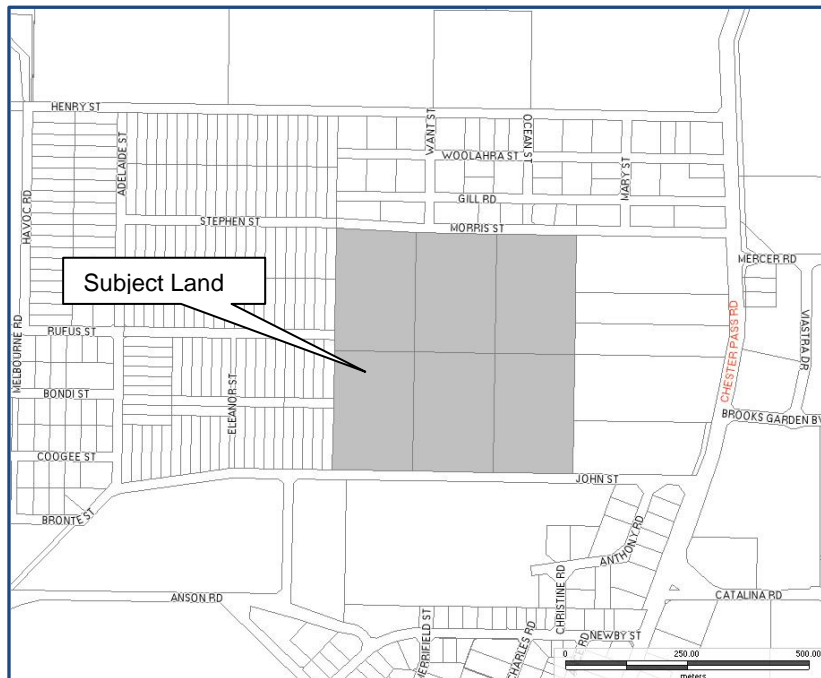 HENRY ST
ADELAIDE ST
HAVOC RD
WANT ST
OCEAN ST
WOOLAHRA ST
MARY ST
GILL RD
STEPHEN ST
MORRIS ST
MERCER RD
Subject Land
VIASTRA DR
MELBOURNE RD
RUFUS ST
CHESTER PASS RD
ELEANOR ST
BONDI ST
BROOKS GARDEN BV
COOGEE ST
JOHN ST
BRONTE ST
ANTHONY RD
CHRISTINE RD
ANSON RD
CATALINA RD
MERRIFIELD ST
CHARLES RD
NEWBY ST
0 250.00 500.00
meters